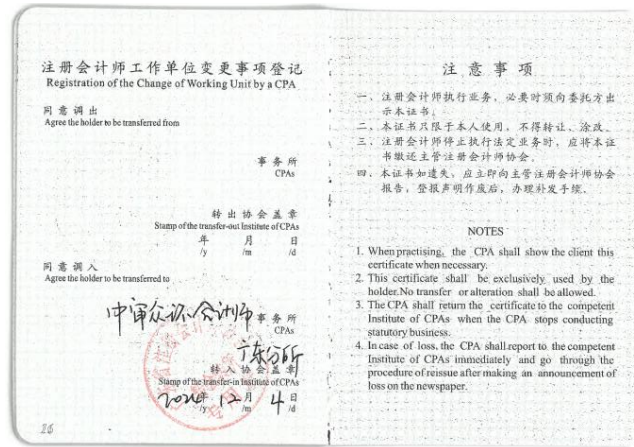 注册会计师工作单位变更事项登记
Registration of the Change of Working Unit by a CPA
同意调出
Agree the holder to be transferred from
事务所
CPAs
转出协会盖章
Stamp of the transfer-out Institute of CPAs
年 月 日
/y /m /d
同意调入
Agree the holder to be transferred to
中审众环会计师 事务所
CPAs
广东分所
转入协会盖章
Stamp of the transfer-in Institute of CPAs
2024年 12月 4日
/y /m /d
26
注意事项
一、注册会计师执行业务，必要时须向委托方出
示本证书。
二、本证书只限于本人使用，不得转让、涂改。
三、注册会计师停止执行法定业务时，应将本证
书缴还主管注册会计师协会。
四、本证书如遗失，应立即向主管注册会计师协会
报告，登报声明作废后，办理补发手续。
NOTES
1. When practising, the CPA shall show the client this
certificate when necessary.
2. This certificate shall be exclusively used by the
holder.No transfer or alteration shall be allowed.
3. The CPA shall return the certificate to the competent
Institute of CPAs when the CPA stops conducting
statutory business.
4. In case of loss, the CPA shall report to the competent
Institute of CPAs immediately and go through the
procedure of reissue after making an announcement of
loss on the newspaper.